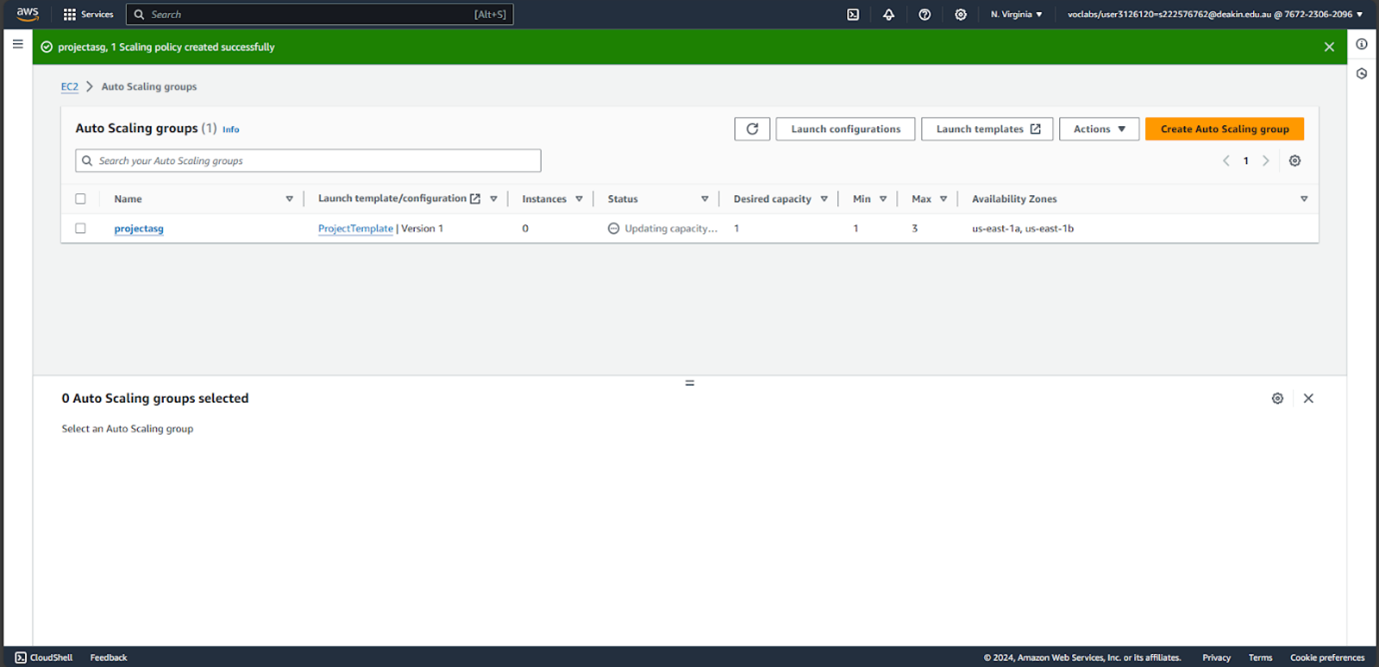 aws Services Search [Alt+S] N. Virginia voclabs/user3126120=s222576762@deakin.edu.au @ 7672-2306-2096
projectasg, 1 Scaling policy created successfully
EC2 Auto Scaling groups
Auto Scaling groups (1) Info Launch configurations Launch templates Actions Create Auto Scaling group
Search your Auto Scaling groups 1
Name Launch template/configuration Instances Status Desired capacity Min Max Availability Zones
projectasg ProjectTemplate | Version 1 0 Updating capacity... 1 1 3 us-east-1a, us-east-1b
0 Auto Scaling groups selected
Select an Auto Scaling group
CloudShell Feedback © 2024, Amazon Web Services, Inc. or its affiliates. Privacy Terms Cookie preferences